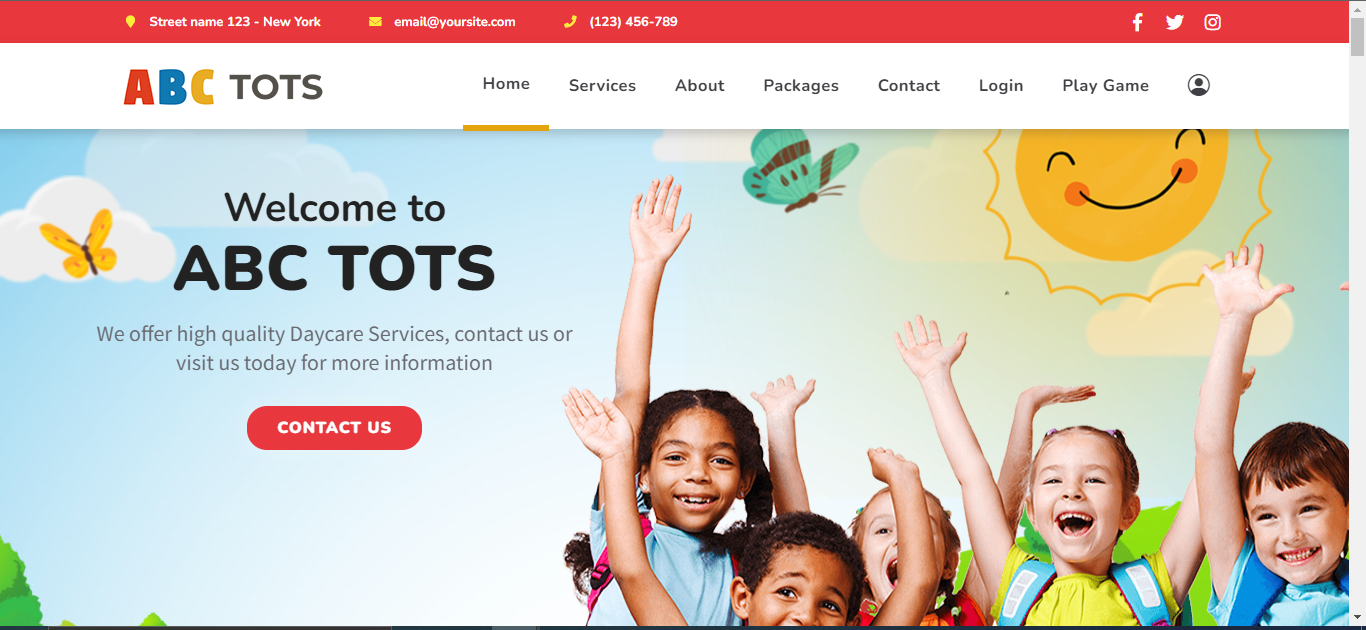 Street name 123 - New York email@yoursite.com (123) 456-789
ABC TOTS Home Services About Packages Contact Login Play Game
Welcome to
ABC TOTS
We offer high quality Daycare Services, contact us or
visit us today for more information
CONTACT US